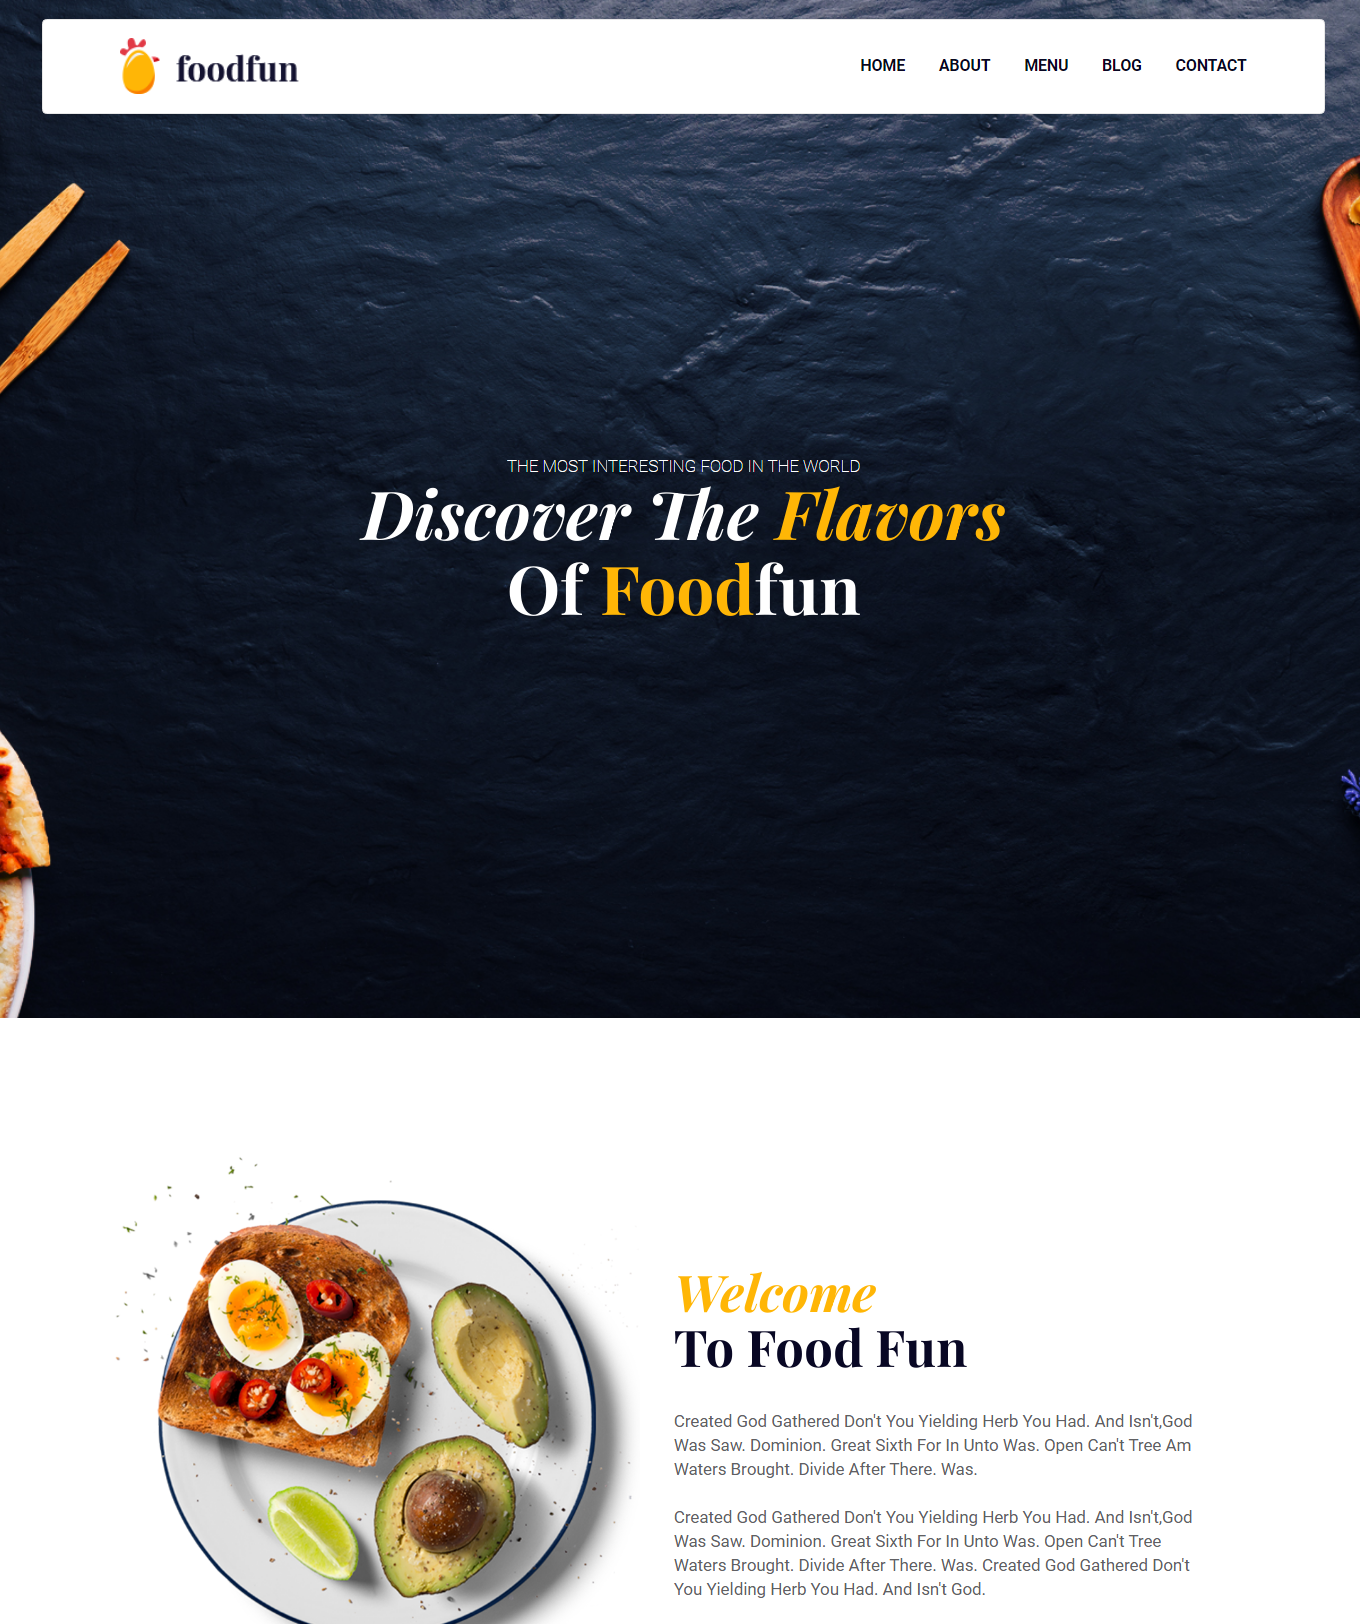 foodfun
HOME ABOUT MENU BLOG CONTACT
THE MOST INTERESTING FOOD IN THE WORLD
Discover The Flavors
Of Foodfun
Welcome
To Food Fun
Created God Gathered Don't You Yielding Herb You Had. And Isn't,God
Was Saw. Dominion. Great Sixth For In Unto Was. Open Can't Tree Am
Waters Brought. Divide After There. Was.
Created God Gathered Don't You Yielding Herb You Had. And Isn't,God
Was Saw. Dominion. Great Sixth For In Unto Was. Open Can't Tree
Waters Brought. Divide After There. Was. Created God Gathered Don't
You Yielding Herb You Had. And Isn't God.